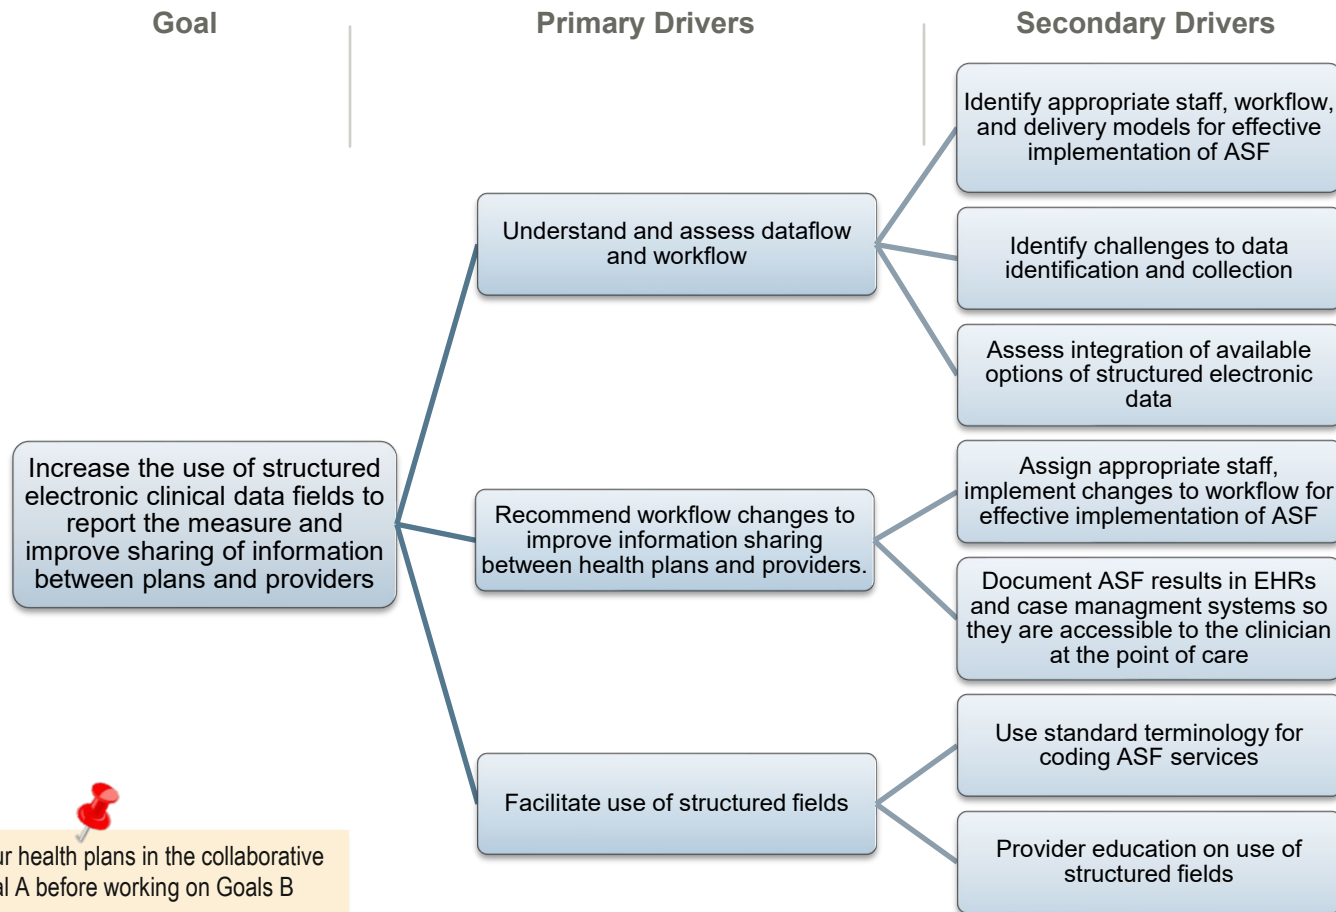 Goal
Primary Drivers
Secondary Drivers
Increase the use of structured
electronic clinical data fields to
report the measure and
improve sharing of information
between plans and providers
Understand and assess dataflow
and workflow
Recommend workflow changes to
improve information sharing
between health plans and providers.
Facilitate use of structured fields
Identify appropriate staff, workflow,
and delivery models for effective
implementation of ASF
Identify challenges to data
identification and collection
Assess integration of available
options of structured electronic
data
Assign appropriate staff,
implement changes to workflow for
effective implementation of ASF
Document ASF results in EHRs
and case managment systems so
they are accessible to the clinician
at the point of care
Use standard terminology for
coding ASF services
Provider education on use of
structured fields
health plans in the collaborative
A before working on Goals B